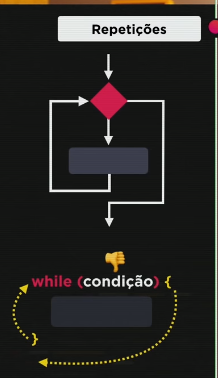 Repetições
while (condição) {
}